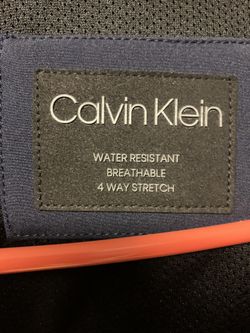 Calvin Klein
WATER RESISTANT
BREATHABLE
4 WAY STRETCH